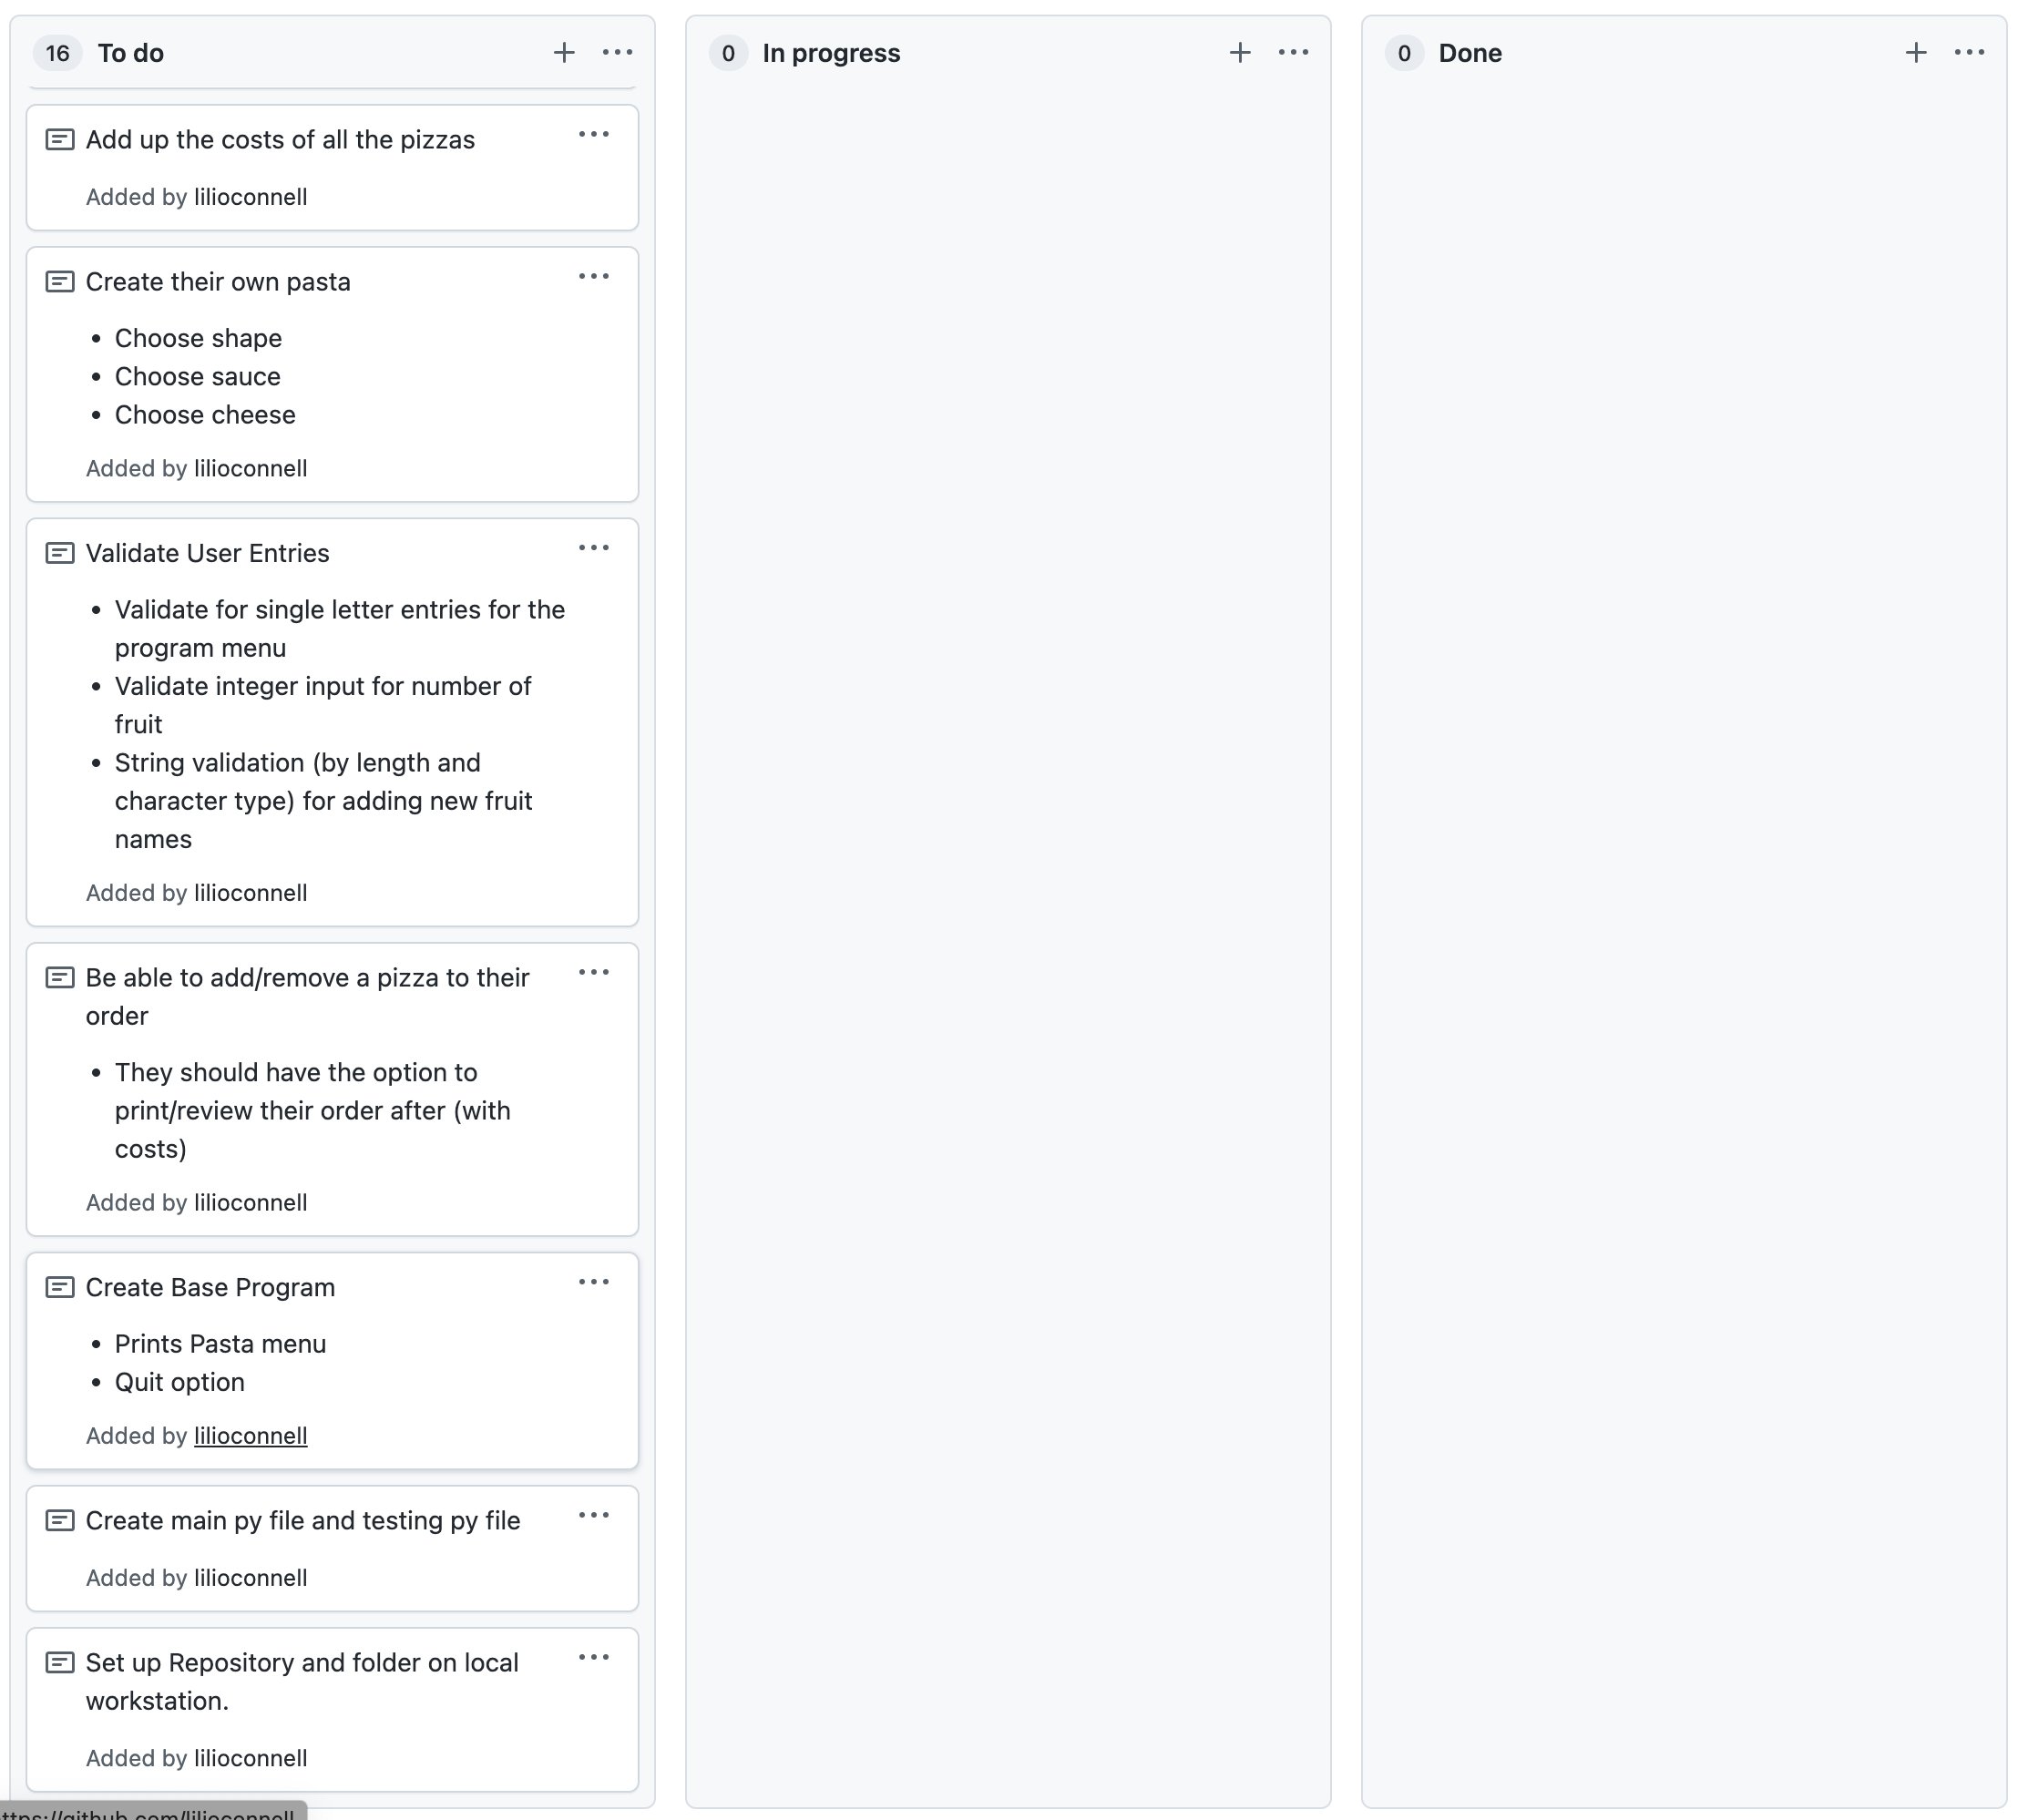 16 To do
Add up the costs of all the pizzas
Added by lilioconnell
Create their own pasta
Choose shape
Choose sauce
Choose cheese
Added by lilioconnell
Validate User Entries
Validate for single letter entries for the
program menu
Validate integer input for number of
fruit
String validation (by length and
character type) for adding new fruit
names
Added by lilioconnell
Be able to add/remove a pizza to their
order
They should have the option to
print/review their order after (with
costs)
Added by lilioconnell
Create Base Program
Prints Pasta menu
Quit option
Added by lilioconnell
Create main py file and testing py file
Added by lilioconnell
Set up Repository and folder on local
workstation.
Added by lilioconnell
ttps://github.com/lilioconnell
0 In progress
0 Done